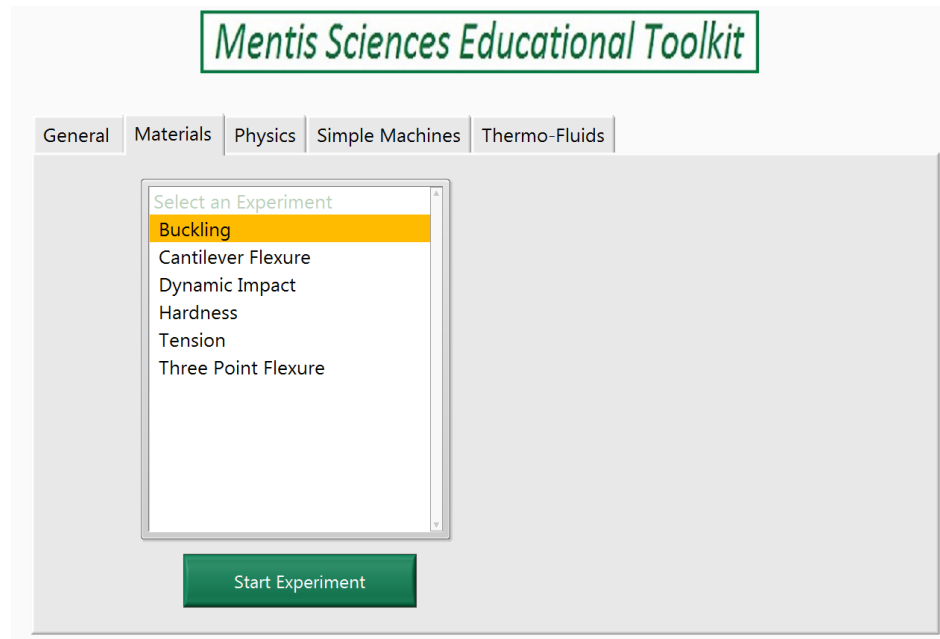 Mentis Sciences Educational Toolkit
General Materials Physics Simple Machines Thermo-Fluids
Select an Experiment
Buckling
Cantilever Flexure
Dynamic Impact
Hardness
Tension
Three Point Flexure
Start Experiment